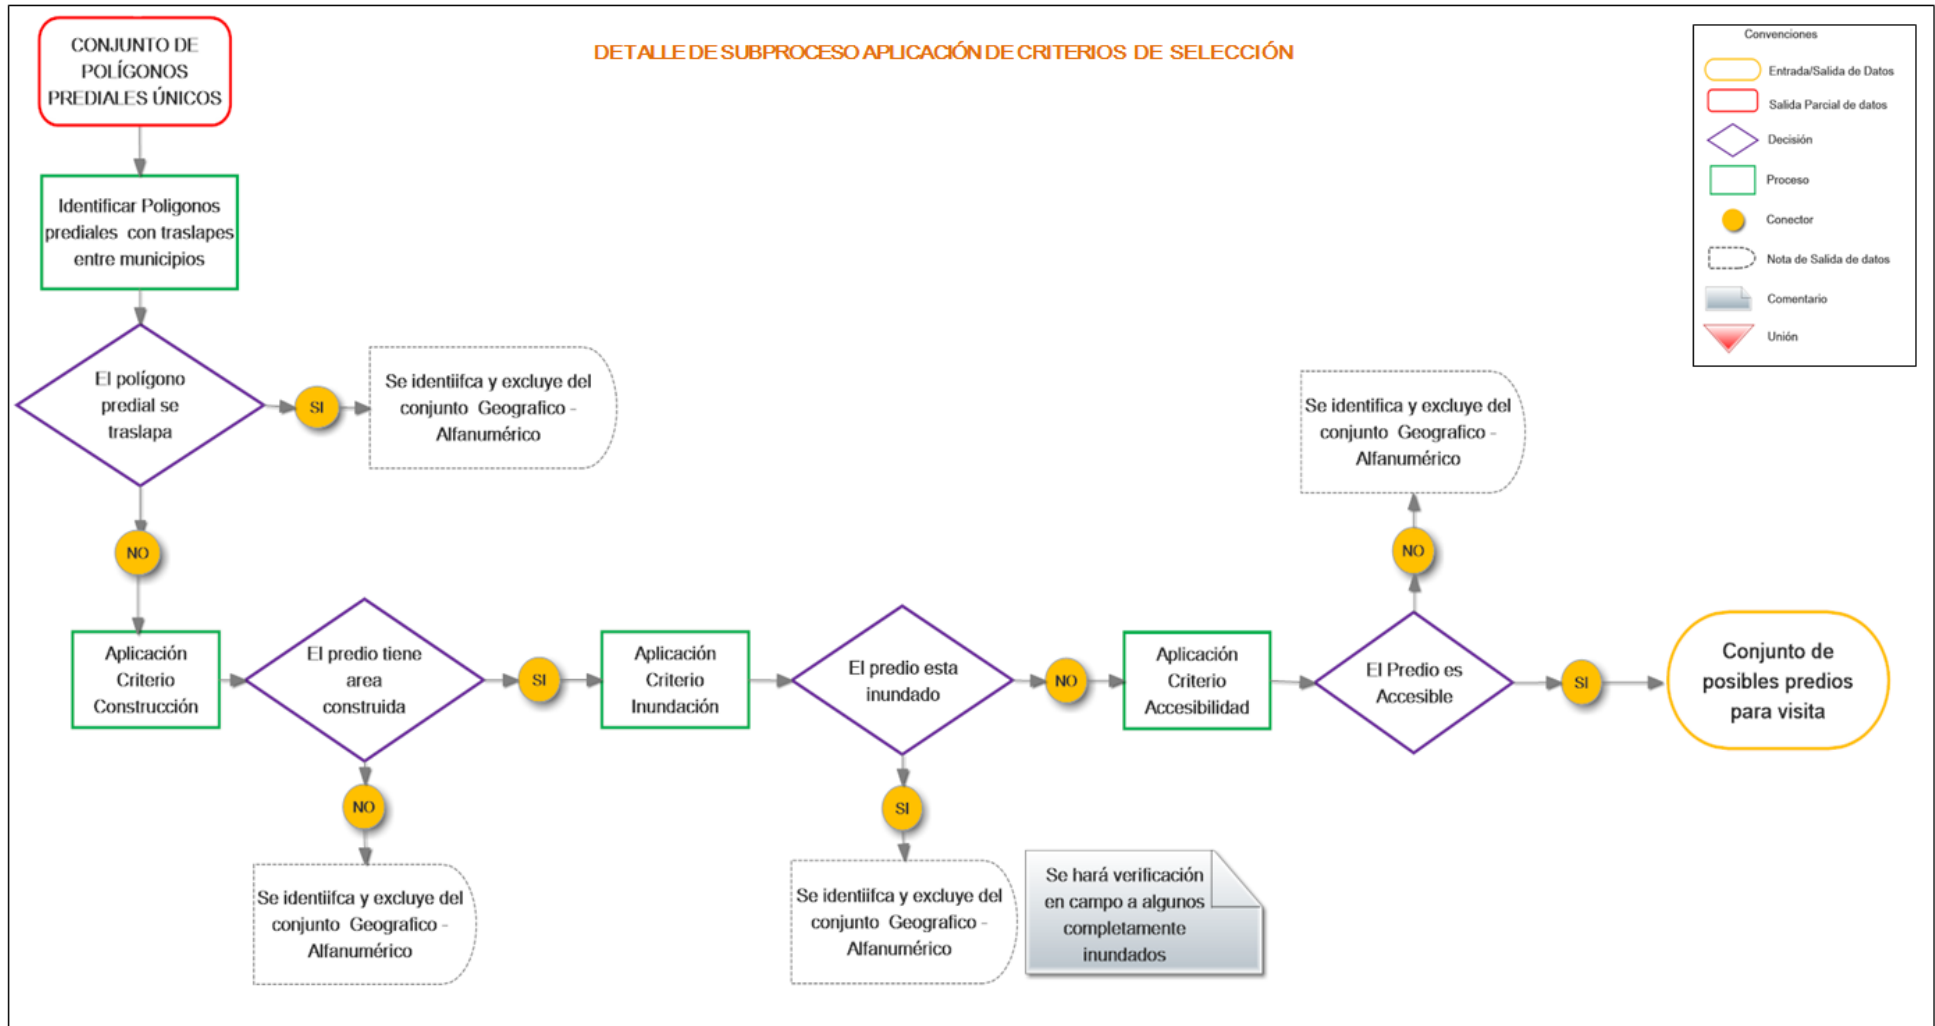 CONJUNTO DE
POLÍGONOS
PREDIALES ÚNICOS
DETALLE DE SUBPROCESO APLICACIÓN DE CRITERIOS DE SELECCIÓN
Convenciones
Entrada/Salida de Datos
Salida Parcial de datos
Decisión
Proceso
Conector
Nota de Salida de datos
Comentario
Unión
Identificar Poligonos
prediales con traslapes
entre municipios
El polígono
predial se
traslapa
SI
Se identiifca y excluye del
conjunto Geografico -
Alfanumérico
NO
Aplicación
Criterio
Construcción
El predio tiene
area
construida
NO
Se identiifca y excluye del
conjunto Geografico -
Alfanumérico
SI
Aplicación
Criterio
Inundación
El predio esta
inundado
SI
Se identiifca y excluye del
conjunto Geografico -
Alfanumérico
Se hará verificación
en campo a algunos
completamente
inundados
NO
Aplicación
Criterio
Accesibilidad
El Predio es
Accesible
NO
Se identifica y excluye del
conjunto Geografico -
Alfanumérico
SI
Conjunto de
posibles predios
para visita